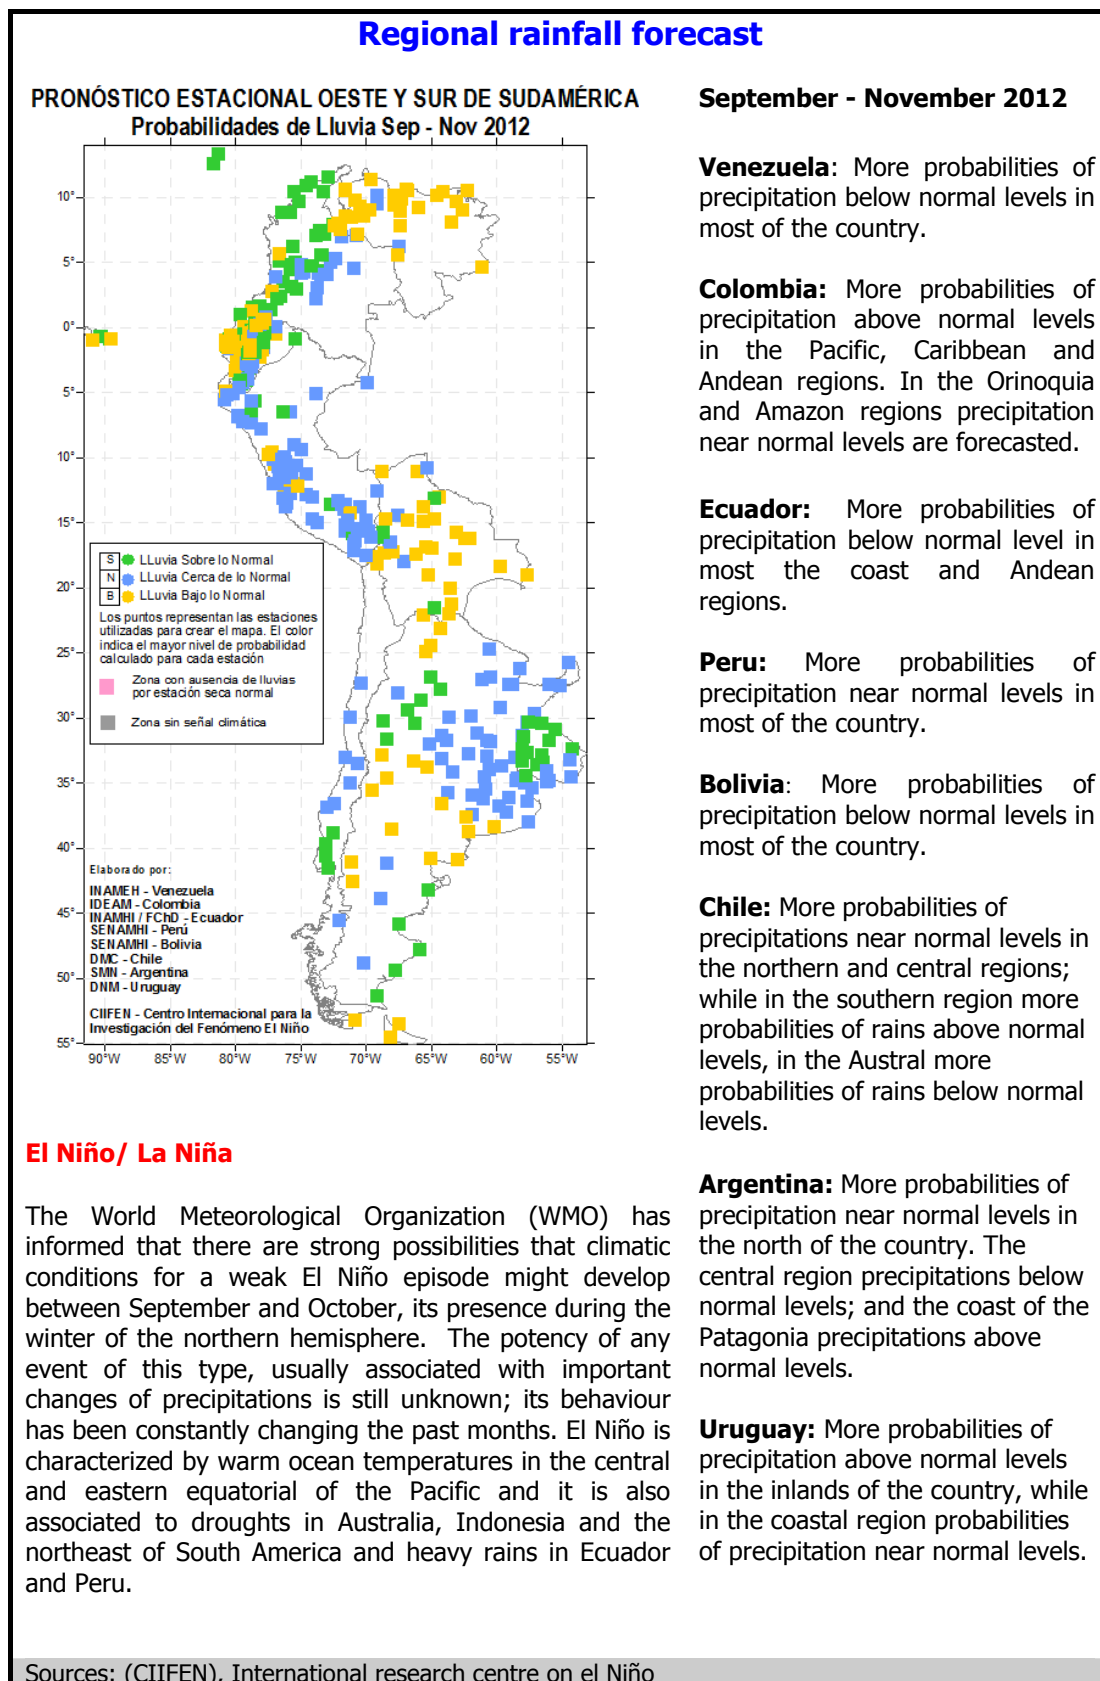 Regional rainfall forecast
PRONÓSTICO ESTACIONAL OESTE Y SUR DE SUDAMÉRICA
Probabilidades de Lluvia Sep - Nov 2012
10°
5°
0°
5°
10°
15°
20°
25°
30°
35°
40°
45°
50°
55°
90°W 85°W 80°W 75°W 70°W 65°W 60°W 55°W
S LLuvia Sobre lo Normal
N LLuvia Cerca de lo Normal
B LLuvia Bajo lo Normal
Los puntos representan las estaciones
utilizadas para crear el mapa. El color
indica el mayor nivel de probabilidad
calculado para cada estación
Zona con ausencia de lluvias
por estación seca normal
Zona sin señal climática
Elaborado por:
INAMEH - Venezuela
IDEAM - Colombia
INAMHI / FChD - Ecuador
SENAMHI - Perú
SENAMHI - Bolivia
DMC - Chile
SMN - Argentina
DNM - Uruguay
CIIFEN - Centro Internacional para la
Investigación del Fenómeno El Niño
El Niño/ La Niña
The World Meteorological Organization (WMO) has
informed that there are strong possibilities that climatic
conditions for a weak El Niño episode might develop
between September and October, its presence during the
winter of the northern hemisphere. The potency of any
event of this type, usually associated with important
changes of precipitations is still unknown; its behaviour
has been constantly changing the past months. El Niño is
characterized by warm ocean temperatures in the central
and eastern equatorial of the Pacific and it is also
associated to droughts in Australia, Indonesia and the
northeast of South America and heavy rains in Ecuador
and Peru.
September - November 2012
Venezuela: More probabilities of
precipitation below normal levels in
most of the country.
Colombia: More probabilities of
precipitation above normal levels
in the Pacific, Caribbean and
Andean regions. In the Orinoquia
and Amazon regions precipitation
near normal levels are forecasted.
Ecuador: More probabilities of
precipitation below normal level in
most the coast and Andean
regions.
Peru: More probabilities of
precipitation near normal levels in
most of the country.
Bolivia: More probabilities of
precipitation below normal levels in
most of the country.
Chile: More probabilities of
precipitations near normal levels in
the northern and central regions;
while in the southern region more
probabilities of rains above normal
levels, in the Austral more
probabilities of rains below normal
levels.
Argentina: More probabilities of
precipitation near normal levels in
the north of the country. The
central region precipitations below
normal levels; and the coast of the
Patagonia precipitations above
normal levels.
Uruguay: More probabilities of
precipitation above normal levels
in the inlands of the country, while
in the coastal region probabilities
of precipitation near normal levels.
Sources: (CIIFEN), International research centre on el Niño